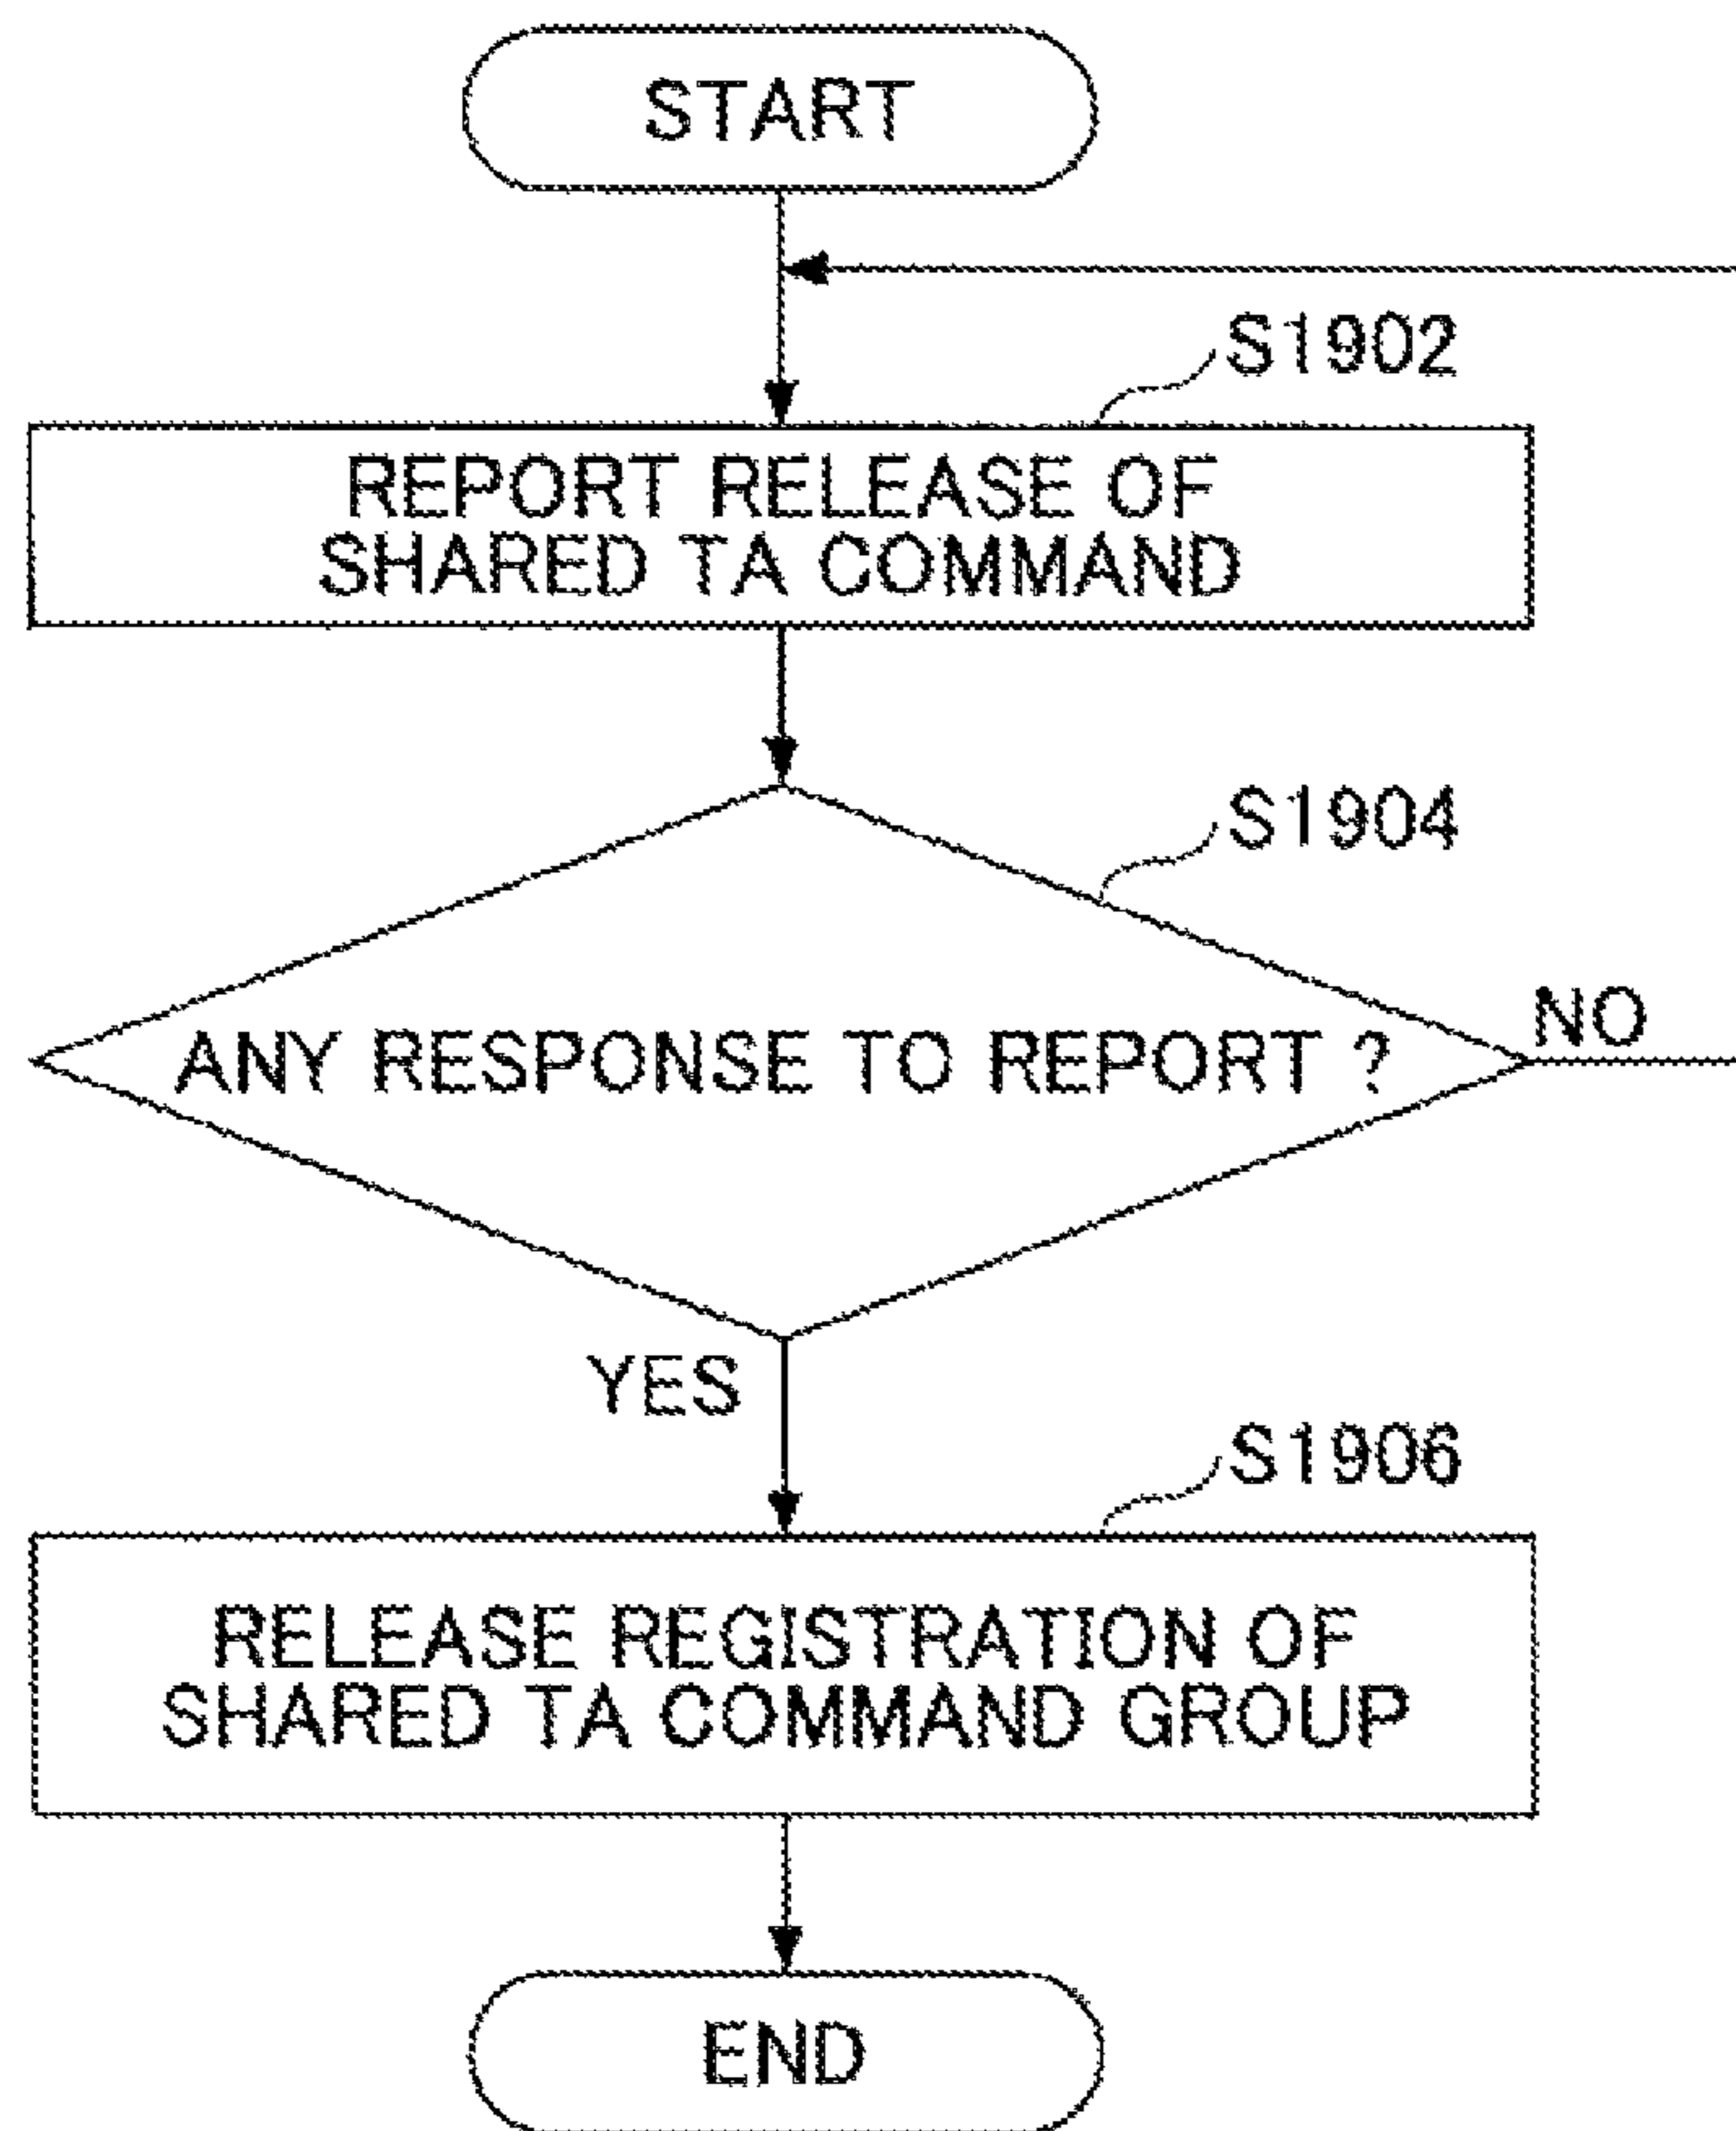 START
S1902
REPORT RELEASE OF
SHARED TA COMMAND
S1904
ANY RESPONSE TO REPORT ?
NO
YES
S1906
RELEASE REGISTRATION OF
SHARED TA COMMAND GROUP
END